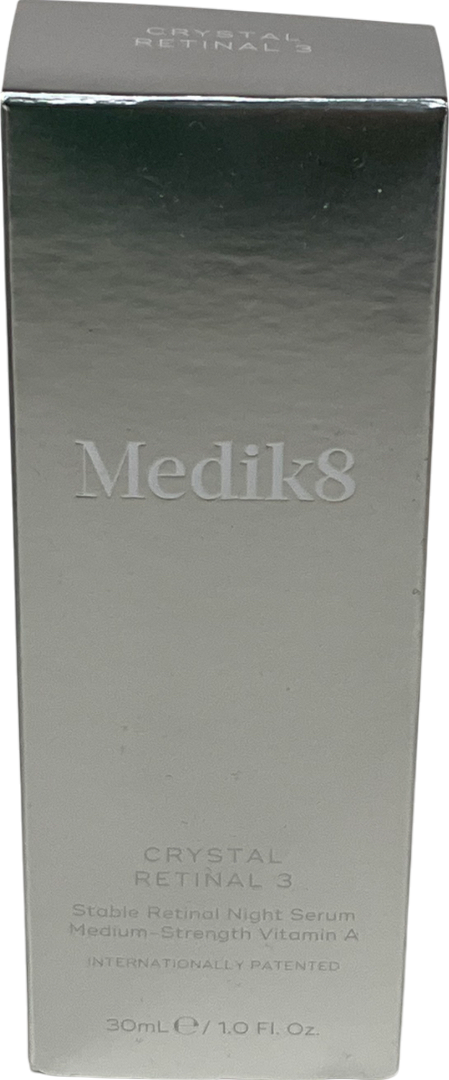 CRYSTAL
RETINAL 3
Medik8
CRYSTAL
RETINAL 3
Stable Retinal Night Serum
Medium-Strength Vitamin A
INTERNATIONALLY PATENTED
30mL ℮ / 1.0 Fl. Oz.